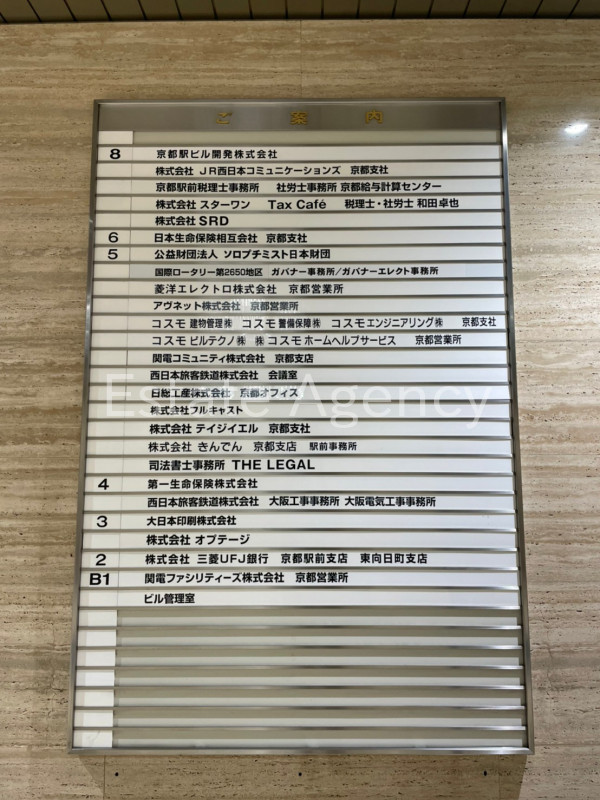 ご案内
8 京都駅ビル開発株式会社
株式会社 JR西日本コミュニケーションズ 京都支社
京都駅前税理士事務所 社労士事務所 京都給与計算センター
株式会社 スターワン Tax Café 税理士・社労士 和田卓也
株式会社 SRD
6 日本生命保険相互会社 京都支社
5 公益財団法人 ソロプチミスト日本財団
国際ロータリー第2650地区 ガバナー事務所/ガバナーエレクト事務所
菱洋エレクトロ株式会社 京都営業所
アヴネット株式会社 京都営業所
コスモ 建物管理㈱ コスモ 警備保障㈱ コスモエンジニアリング㈱ 京都支社
コスモ ビルテクノ㈱ ㈱コスモ ホームヘルプサービス 京都営業所
関電コミュニティ株式会社 京都支店
西日本旅客鉄道株式会社 会議室
日総工産株式会社 京都オフィス
株式会社フルキャスト
株式会社 テイジイエル 京都支社
株式会社 きんでん 京都支店 駅前事務所
司法書士事務所 THE LEGAL
4 第一生命保険株式会社
西日本旅客鉄道株式会社 大阪工事事務所 大阪電気工事事務所
3 大日本印刷株式会社
株式会社 オプテージ
2 株式会社 三菱UFJ銀行 京都駅前支店 東向日町支店
B1 関電ファシリティーズ株式会社 京都営業所
ビル管理室
Estate Agency